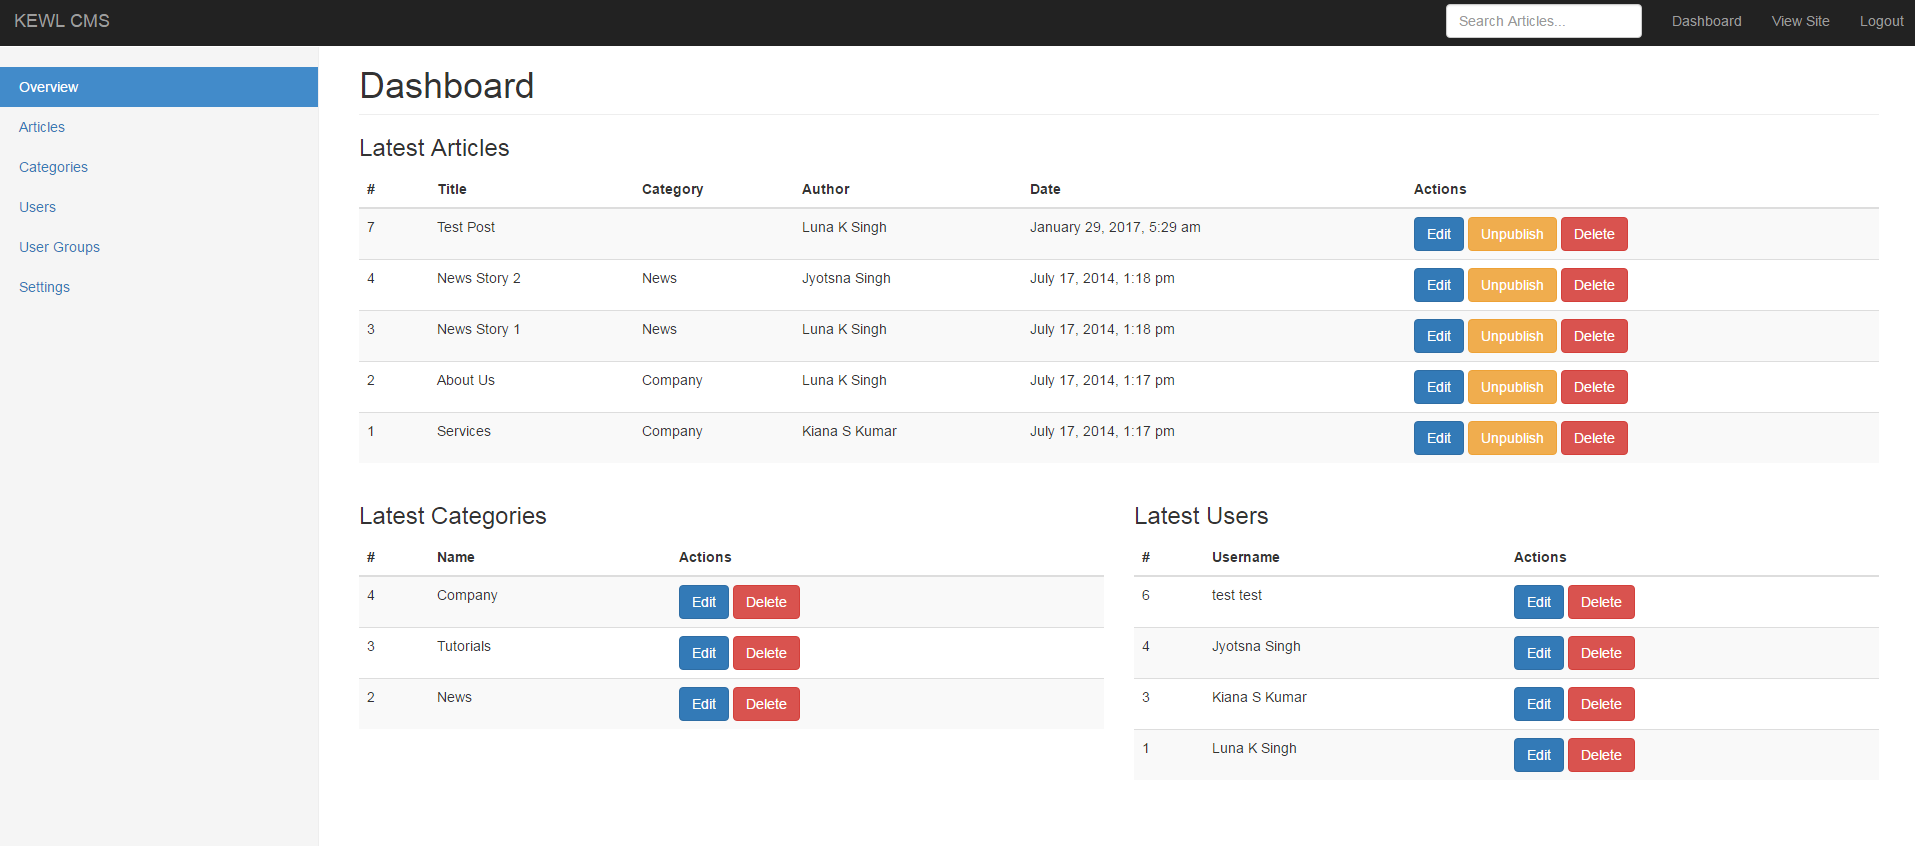 KEWL CMS Search Articles... Dashboard View Site Logout
Overview
Articles
Categories
Users
User Groups
Settings
Dashboard
Latest Articles
# Title Category Author Date Actions
7 Test Post Luna K Singh January 29, 2017, 5:29 am Edit Unpublish Delete
4 News Story 2 News Jyotsna Singh July 17, 2014, 1:18 pm Edit Unpublish Delete
3 News Story 1 News Luna K Singh July 17, 2014, 1:18 pm Edit Unpublish Delete
2 About Us Company Luna K Singh July 17, 2014, 1:17 pm Edit Unpublish Delete
1 Services Company Kiana S Kumar July 17, 2014, 1:17 pm Edit Unpublish Delete
Latest Categories
# Name Actions
4 Company Edit Delete
3 Tutorials Edit Delete
2 News Edit Delete
Latest Users
# Username Actions
6 test test Edit Delete
4 Jyotsna Singh Edit Delete
3 Kiana S Kumar Edit Delete
1 Luna K Singh Edit Delete